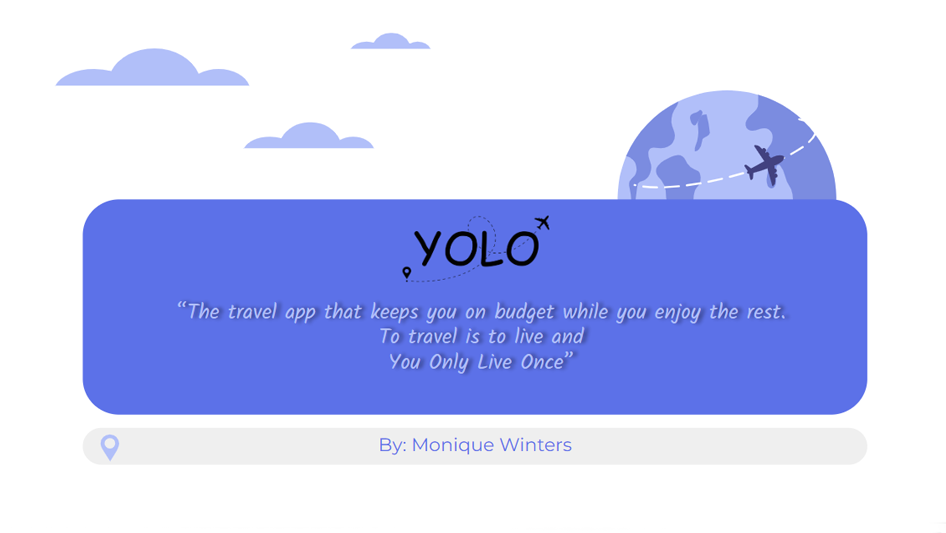 YOLO
“The travel app that keeps you on budget while you enjoy the rest.
To travel is to live and
You Only Live Once”
By: Monique Winters